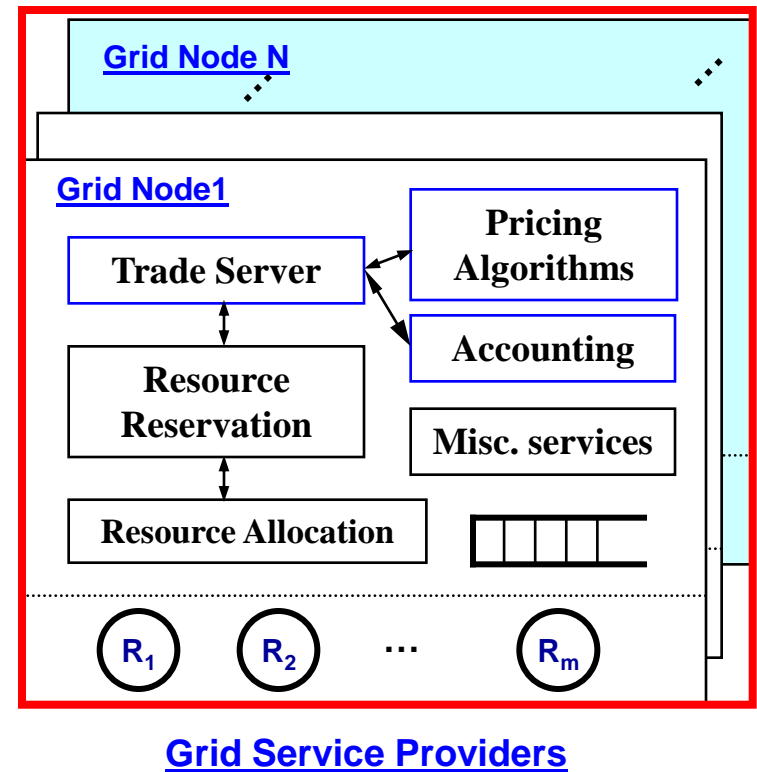 Grid Node N
Grid Node1
Pricing
Algorithms
Trade Server
Accounting
Resource
Reservation
Misc. services
Resource Allocation
R1
R2
...
Rm
Grid Service Providers